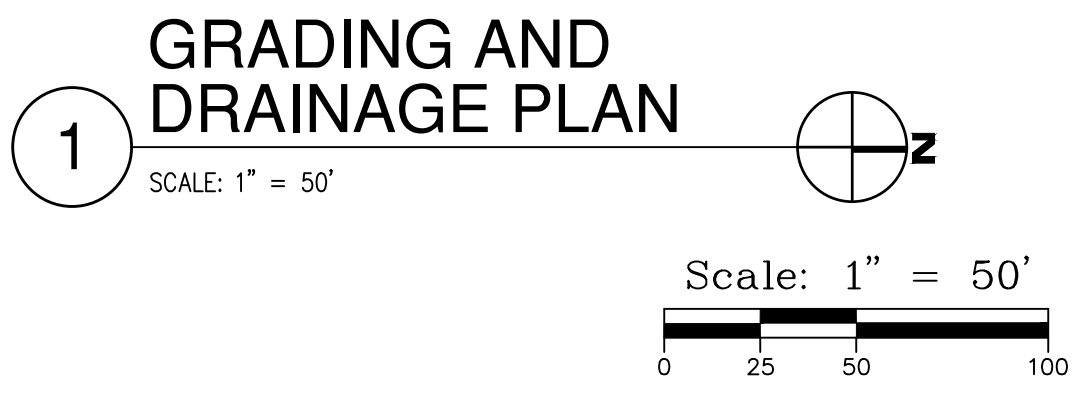 GRADING AND
DRAINAGE PLAN
1
SCALE: 1” = 50’
N
Scale: 1” = 50’
0 25 50 100